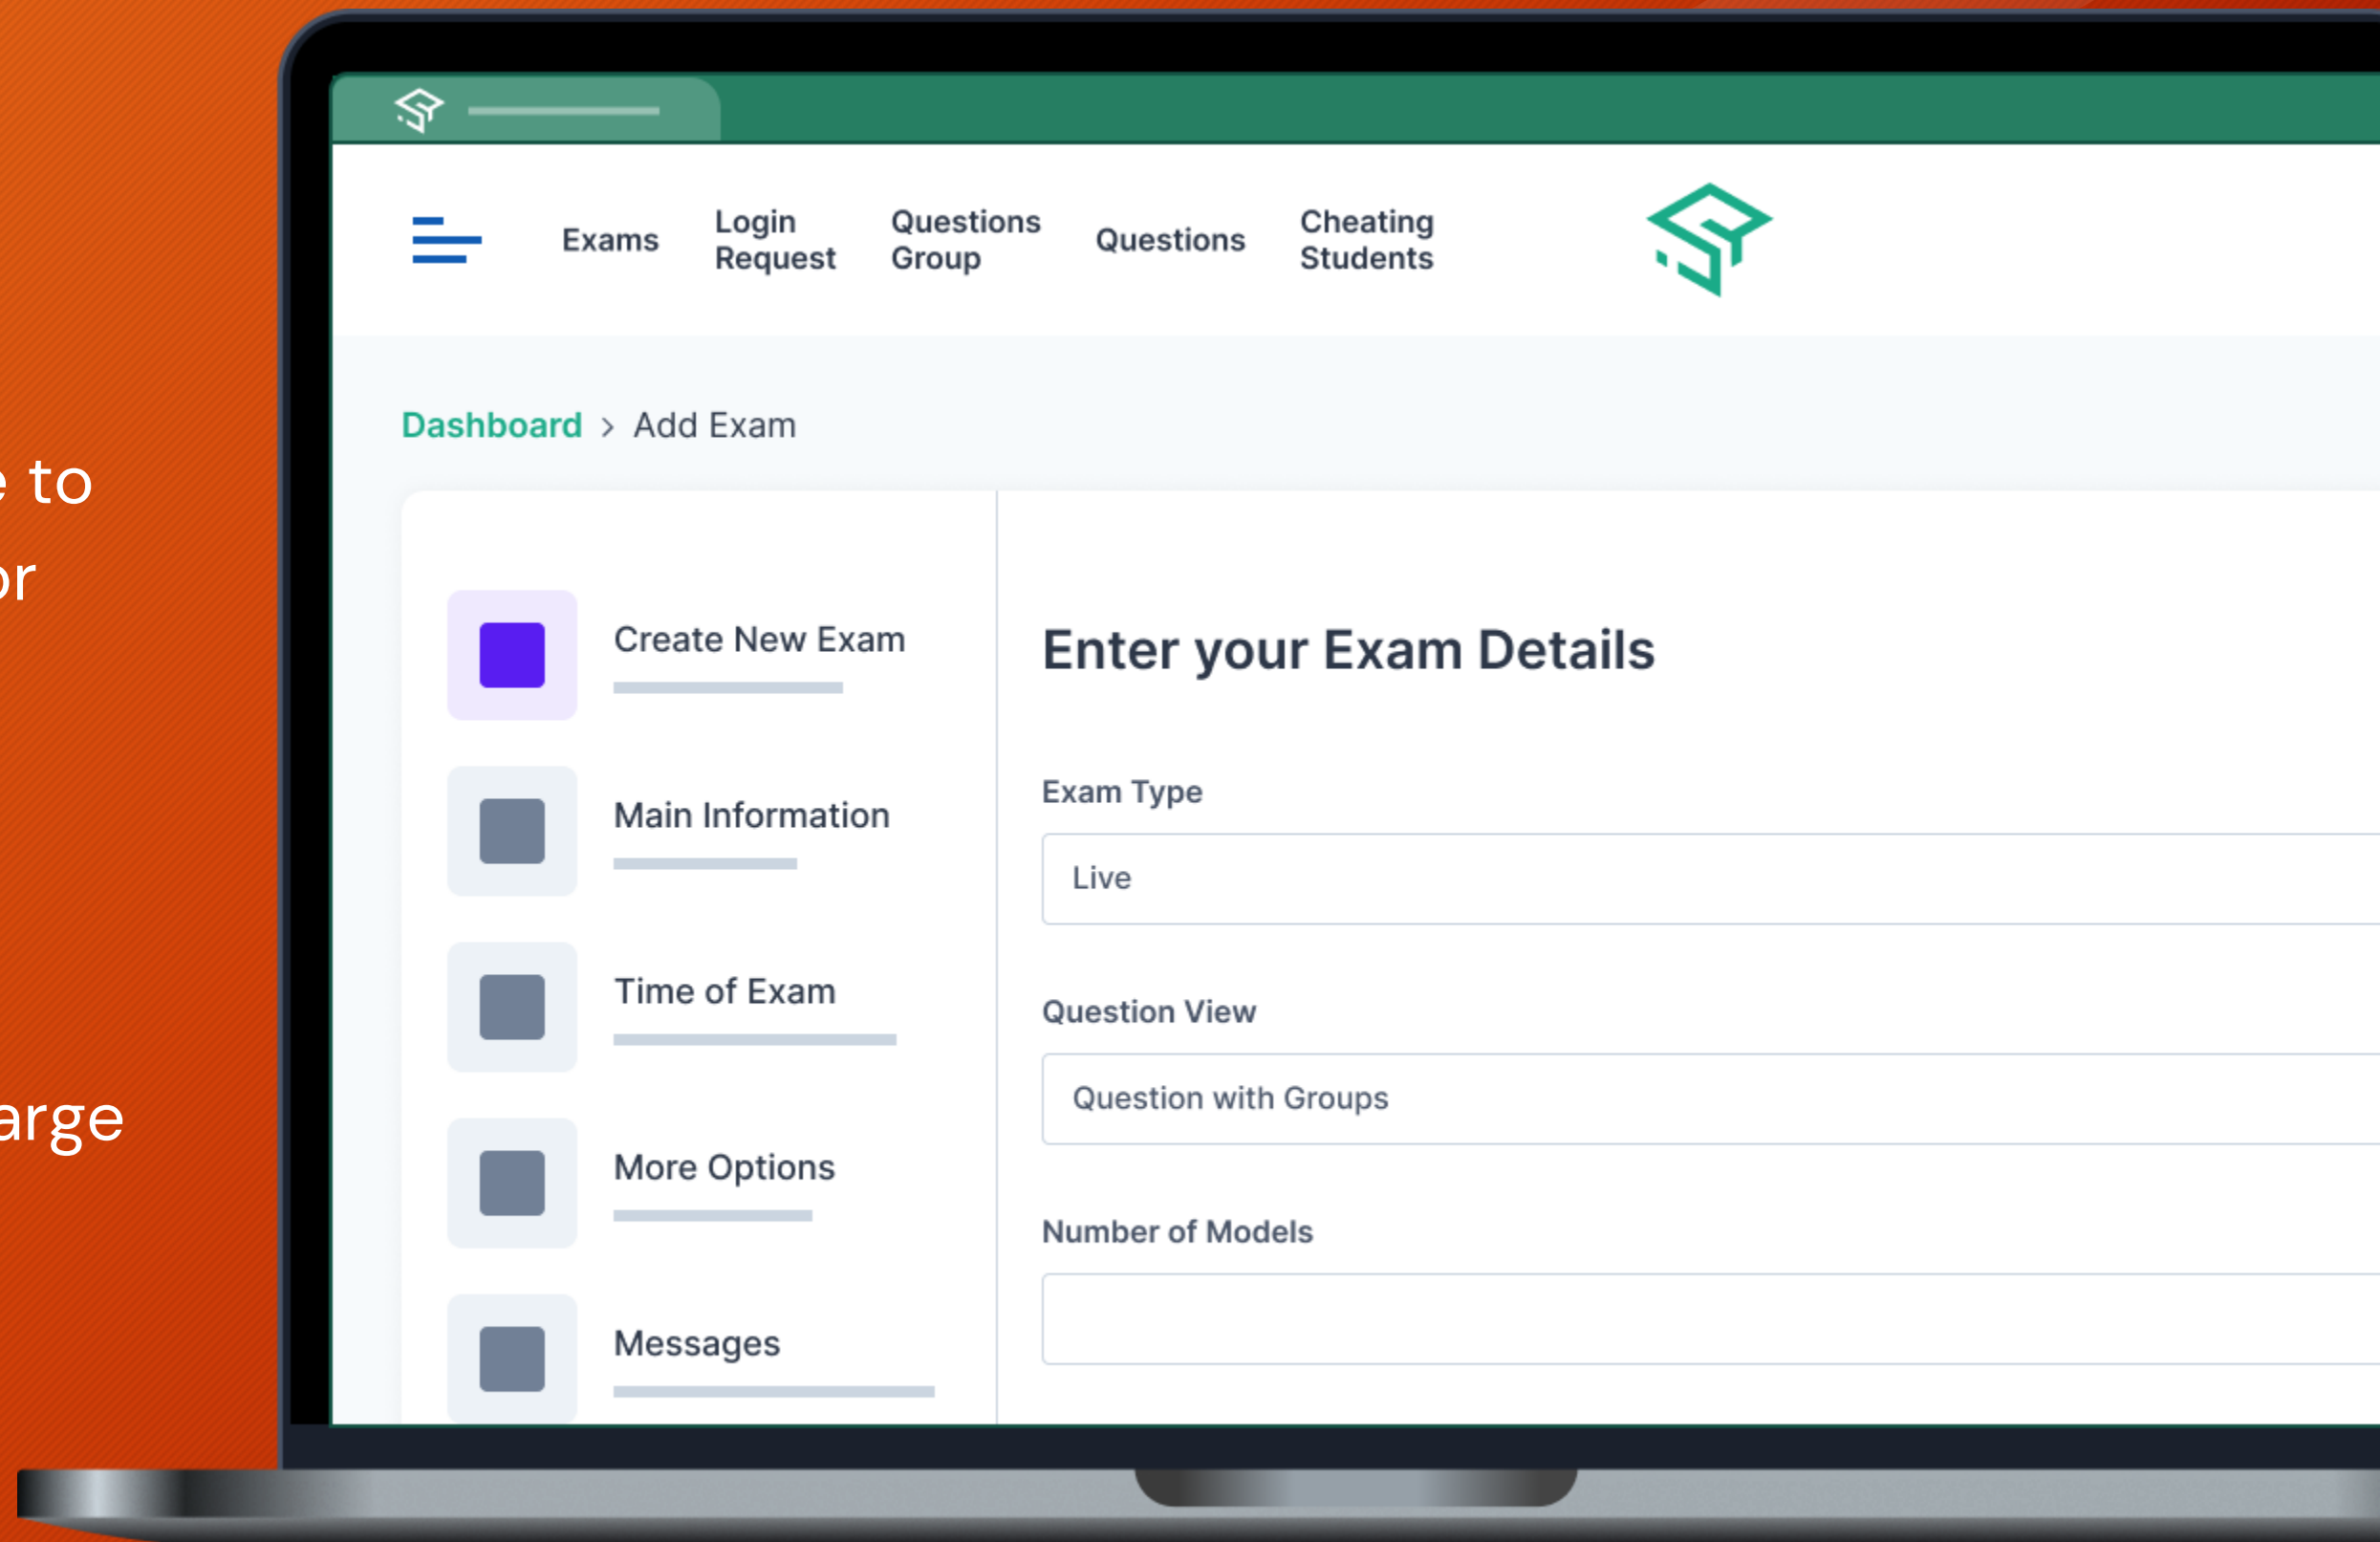 to
or
arge
Exams
Login
Request
Questions
Group
Questions
Cheating
Students
Dashboard > Add Exam
Create New Exam
Main Information
Time of Exam
More Options
Messages
Enter your Exam Details
Exam Type
Live
Question View
Question with Groups
Number of Models